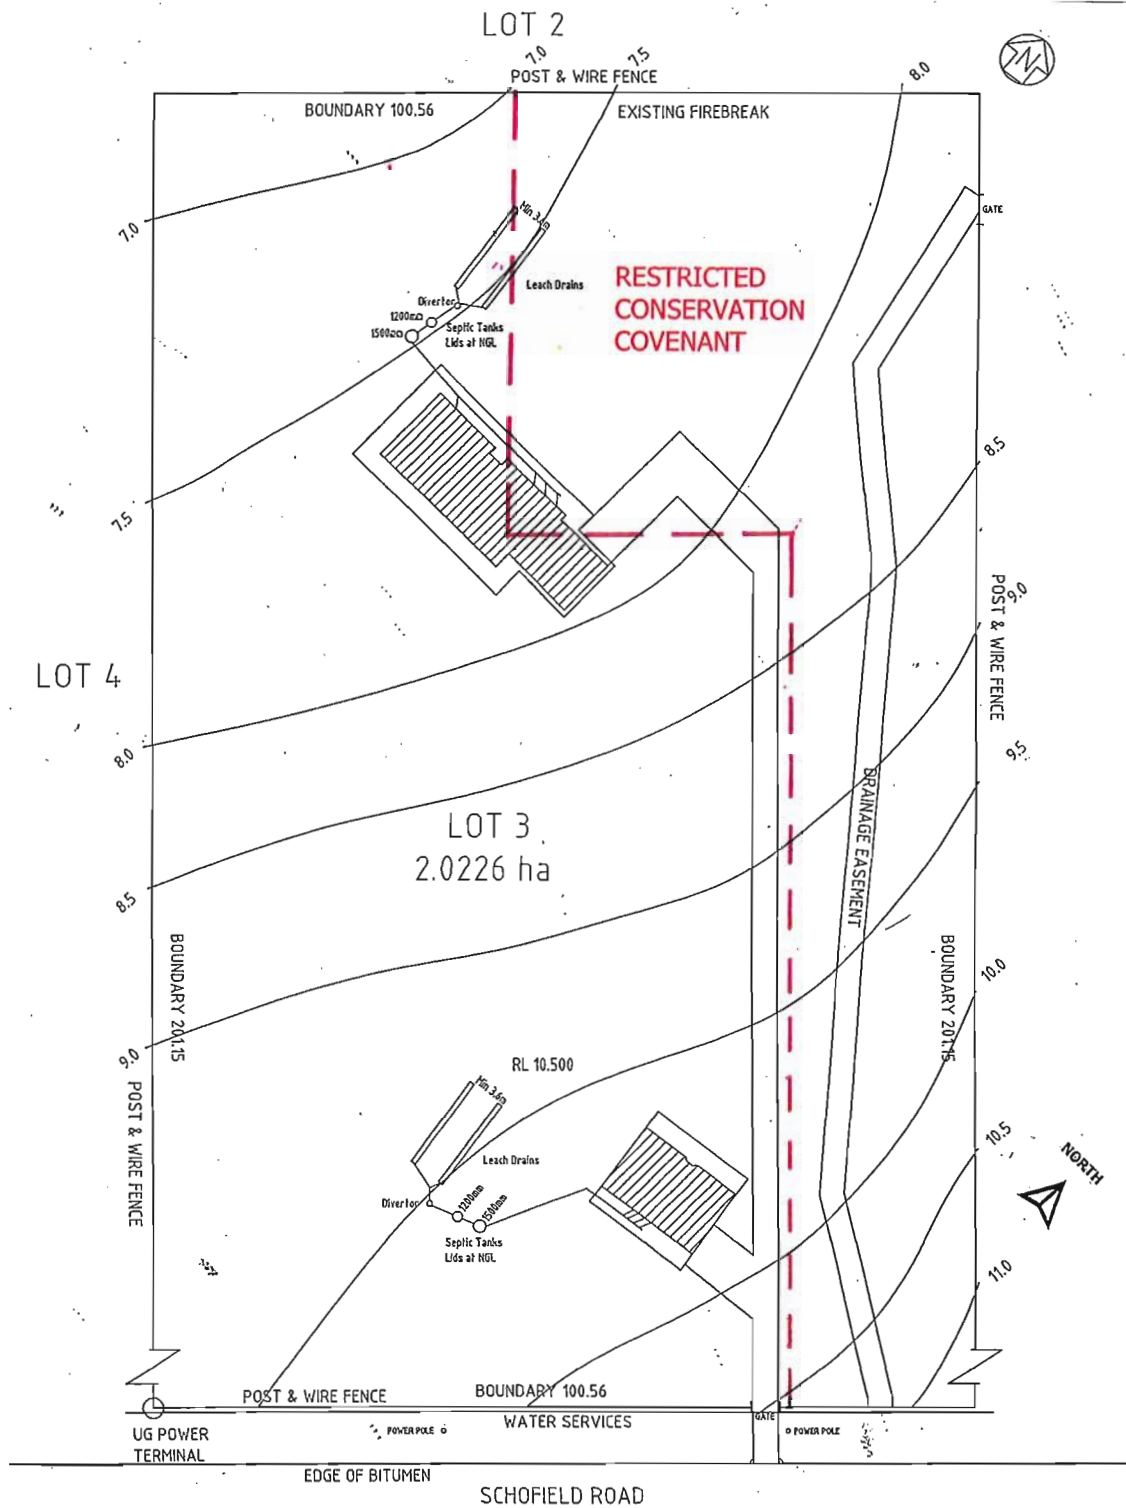 LOT 2
7.0
7.5
8.0
POST & WIRE FENCE
N
BOUNDARY 100.56
EXISTING FIREBREAK
7.0
GATE
Min 3.6m
Leach Drains
RESTRICTED
CONSERVATION
COVENANT
Divertor
1200mm
1500mm
Septic Tanks
Lids at NGL
8.5
7.5
9.0
POST & WIRE FENCE
LOT 4
8.0
9.5
DRAINAGE EASEMENT
LOT 3
2.0226 ha
8.5
BOUNDARY 201.15
BOUNDARY 201.15
10.0
9.0
RL 10.500
POST & WIRE FENCE
Min 3.6m
Leach Drains
10.5
NORTH
Divertor
1200mm
1500mm
Septic Tanks
Lids at NGL
11.0
POST & WIRE FENCE
BOUNDARY 100.56
WATER SERVICES
GATE
UG POWER
TERMINAL
POWER POLE
POWER POLE
EDGE OF BITUMEN
SCHOFIELD ROAD